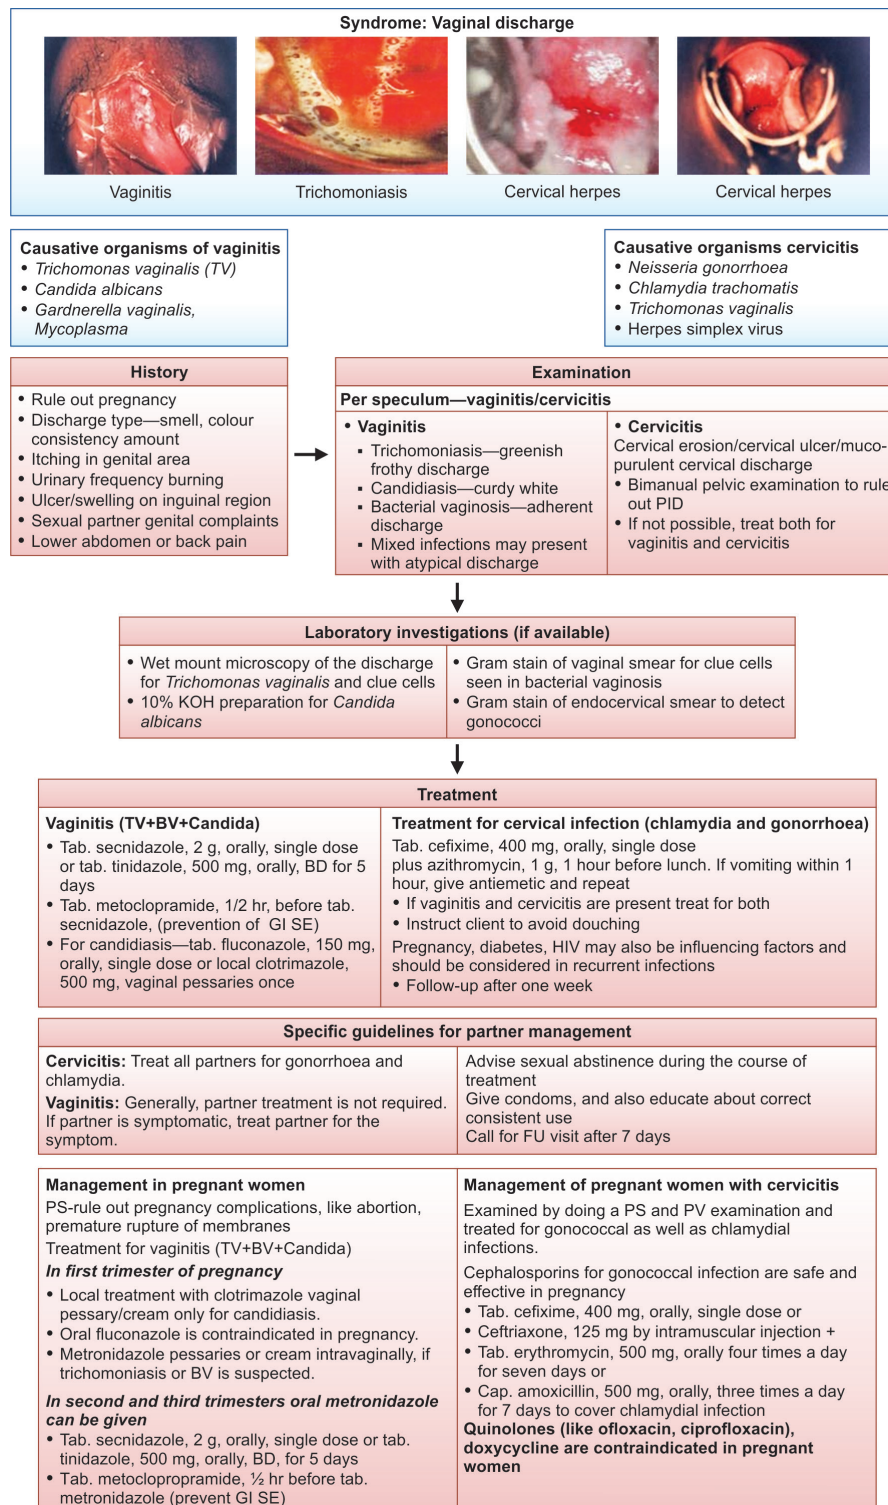 Syndrome: Vaginal discharge
Vaginitis
Trichomoniasis
Cervical herpes
Cervical herpes
Causative organisms of vaginitis
• Trichomonas vaginalis (TV)
• Candida albicans
• Gardnerella vaginalis,
Mycoplasma
Causative organisms cervicitis
• Neisseria gonorrhoea
• Chlamydia trachomatis
• Trichomonas vaginalis
• Herpes simplex virus
History
• Rule out pregnancy
• Discharge type—smell, colour
consistency amount
• Itching in genital area
• Urinary frequency burning
• Ulcer/swelling on inguinal region
• Sexual partner genital complaints
• Lower abdomen or back pain
Examination
Per speculum—vaginitis/cervicitis
• Vaginitis
▪ Trichomoniasis—greenish
frothy discharge
▪ Candidiasis—curdy white
▪ Bacterial vaginosis—adherent
discharge
▪ Mixed infections may present
with atypical discharge
• Cervicitis
Cervical erosion/cervical ulcer/muco-
purulent cervical discharge
• Bimanual pelvic examination to rule
out PID
• If not possible, treat both for
vaginitis and cervicitis
Laboratory investigations (if available)
• Wet mount microscopy of the discharge
for Trichomonas vaginalis and clue cells
• 10% KOH preparation for Candida
albicans
• Gram stain of vaginal smear for clue cells
seen in bacterial vaginosis
• Gram stain of endocervical smear to detect
gonococci
Treatment
Vaginitis (TV+BV+Candida)
• Tab. secnidazole, 2 g, orally, single dose
or tab. tinidazole, 500 mg, orally, BD for 5
days
• Tab. metoclopramide, 1/2 hr, before tab.
secnidazole, (prevention of GI SE)
• For candidiasis—tab. fluconazole, 150 mg,
orally, single dose or local clotrimazole,
500 mg, vaginal pessaries once
Treatment for cervical infection (chlamydia and gonorrhoea)
Tab. cefixime, 400 mg, orally, single dose
plus azithromycin, 1 g, 1 hour before lunch. If vomiting within 1
hour, give antiemetic and repeat
• If vaginitis and cervicitis are present treat for both
• Instruct client to avoid douching
Pregnancy, diabetes, HIV may also be influencing factors and
should be considered in recurrent infections
• Follow-up after one week
Specific guidelines for partner management
Cervicitis: Treat all partners for gonorrhoea and
chlamydia.
Vaginitis: Generally, partner treatment is not required.
If partner is symptomatic, treat partner for the
symptom.
Advise sexual abstinence during the course of
treatment
Give condoms, and also educate about correct
consistent use
Call for FU visit after 7 days
Management in pregnant women
PS-rule out pregnancy complications, like abortion,
premature rupture of membranes
Treatment for vaginitis (TV+BV+Candida)
In first trimester of pregnancy
• Local treatment with clotrimazole vaginal
pessary/cream only for candidiasis.
• Oral fluconazole is contraindicated in pregnancy.
• Metronidazole pessaries or cream intravaginally, if
trichomoniasis or BV is suspected.
In second and third trimesters oral metronidazole
can be given
• Tab. secnidazole, 2 g, orally, single dose or tab.
tinidazole, 500 mg, orally, BD, for 5 days
• Tab. metoclopropramide, ½ hr before tab.
metronidazole (prevent GI SE)
Management of pregnant women with cervicitis
Examined by doing a PS and PV examination and
treated for gonococcal as well as chlamydial
infections.
Cephalosporins for gonococcal infection are safe and
effective in pregnancy
• Tab. cefixime, 400 mg, orally, single dose or
• Ceftriaxone, 125 mg by intramuscular injection +
• Tab. erythromycin, 500 mg, orally four times a day
for seven days or
• Cap. amoxicillin, 500 mg, orally, three times a day
for 7 days to cover chlamydial infection
Quinolones (like ofloxacin, ciprofloxacin),
doxycycline are contraindicated in pregnant
women